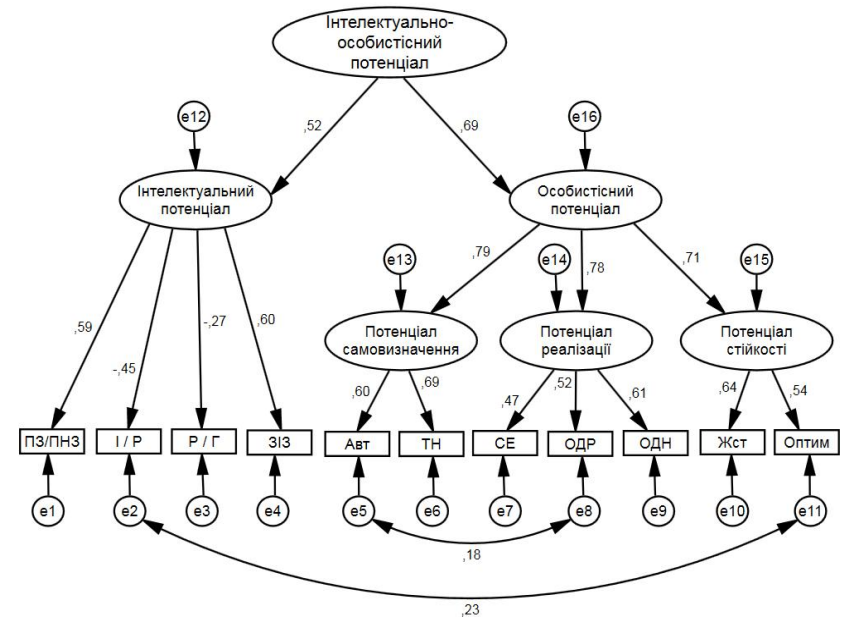 Інтелектуально-
особистісний
потенціал
,52
,69
e12
e16
Інтелектуальний
потенціал
Особистісний
потенціал
,59
-,45
-,27
,60
,79
,78
,71
e13
e14
e15
Потенціал
самовизначення
Потенціал
реалізації
Потенціал
стійкості
,60
,69
,47
,52
,61
,64
,54
ПЗ/ПНЗ
І / Р
Р / Г
ЗІЗ
Авт
ТН
СЕ
ОДР
ОДН
Жст
Оптим
e1
e2
e3
e4
e5
e6
e7
e8
e9
e10
e11
,18
,23